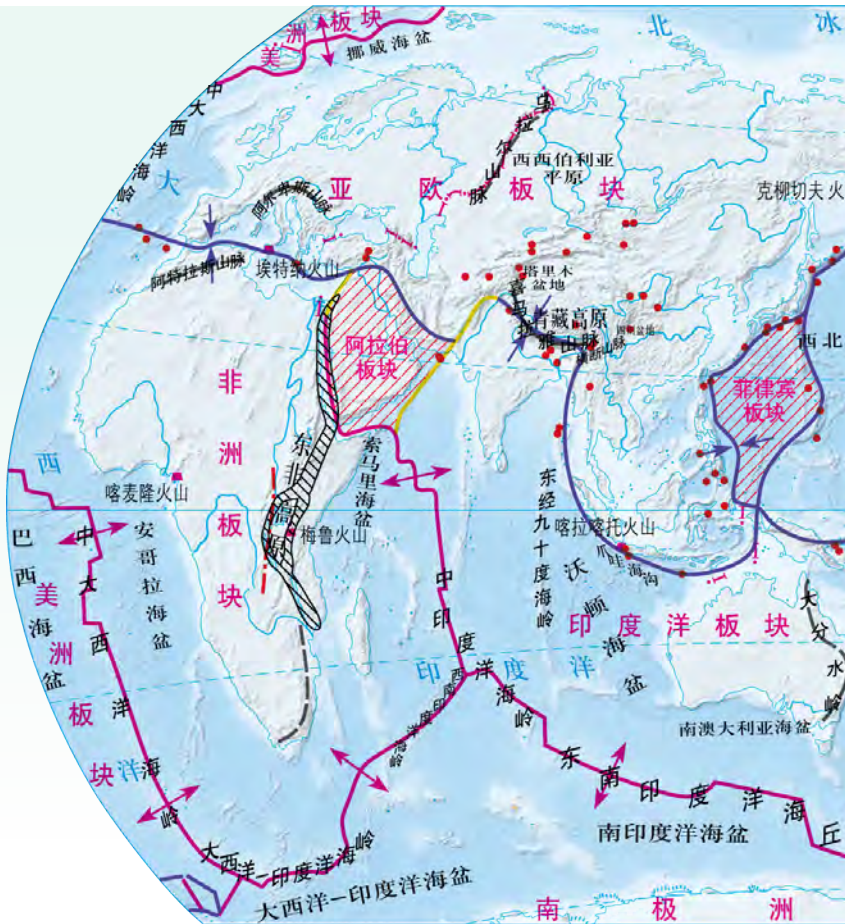 美洲板块
挪威海盆
北冰
中大西洋海岭
大
西
洋
乌拉尔山脉
西西伯利亚
平原
亚欧板块
阿尔卑斯山脉
克柳切夫火
阿特拉斯山脉
埃特纳火山
塔里木
盆地
喜马拉雅山脉
青藏高原
四川盆地
横断山脉
阿拉伯
板块
西北
菲律宾
板块
非洲板块
东非高原
索马里海盆
喀麦隆火山
梅鲁火山
东经九十度海岭
喀拉喀托火山
爪哇海沟
沃顿海盆
巴西海盆
中大西洋海岭
安哥拉海盆
美洲板块
中印度洋海岭
印度洋板块
印度洋
大分水岭
西南印度洋海岭
南澳大利亚海盆
东南印度洋海丘
南印度洋海盆
大西洋-印度洋海岭
大西洋-印度洋海盆
南极洲